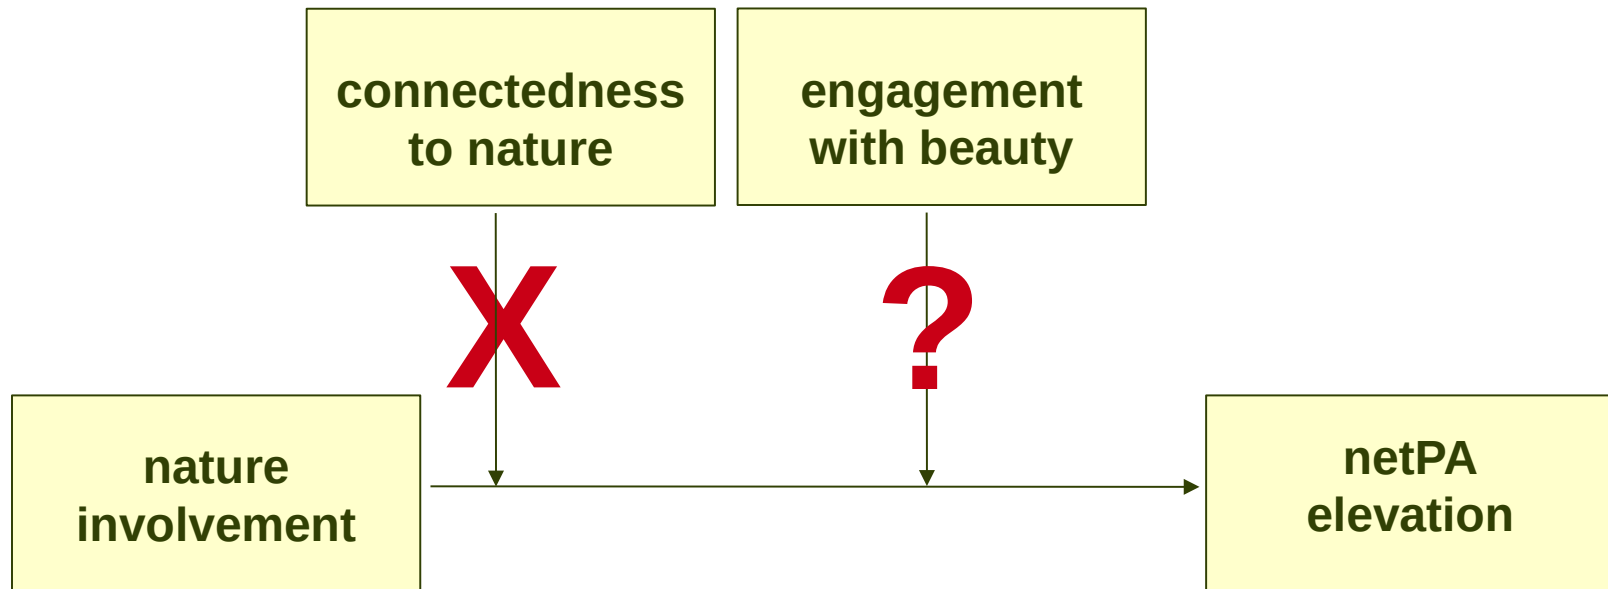 connectedness
to nature
engagement
with beauty
X
?
nature
involvement
netPA
elevation